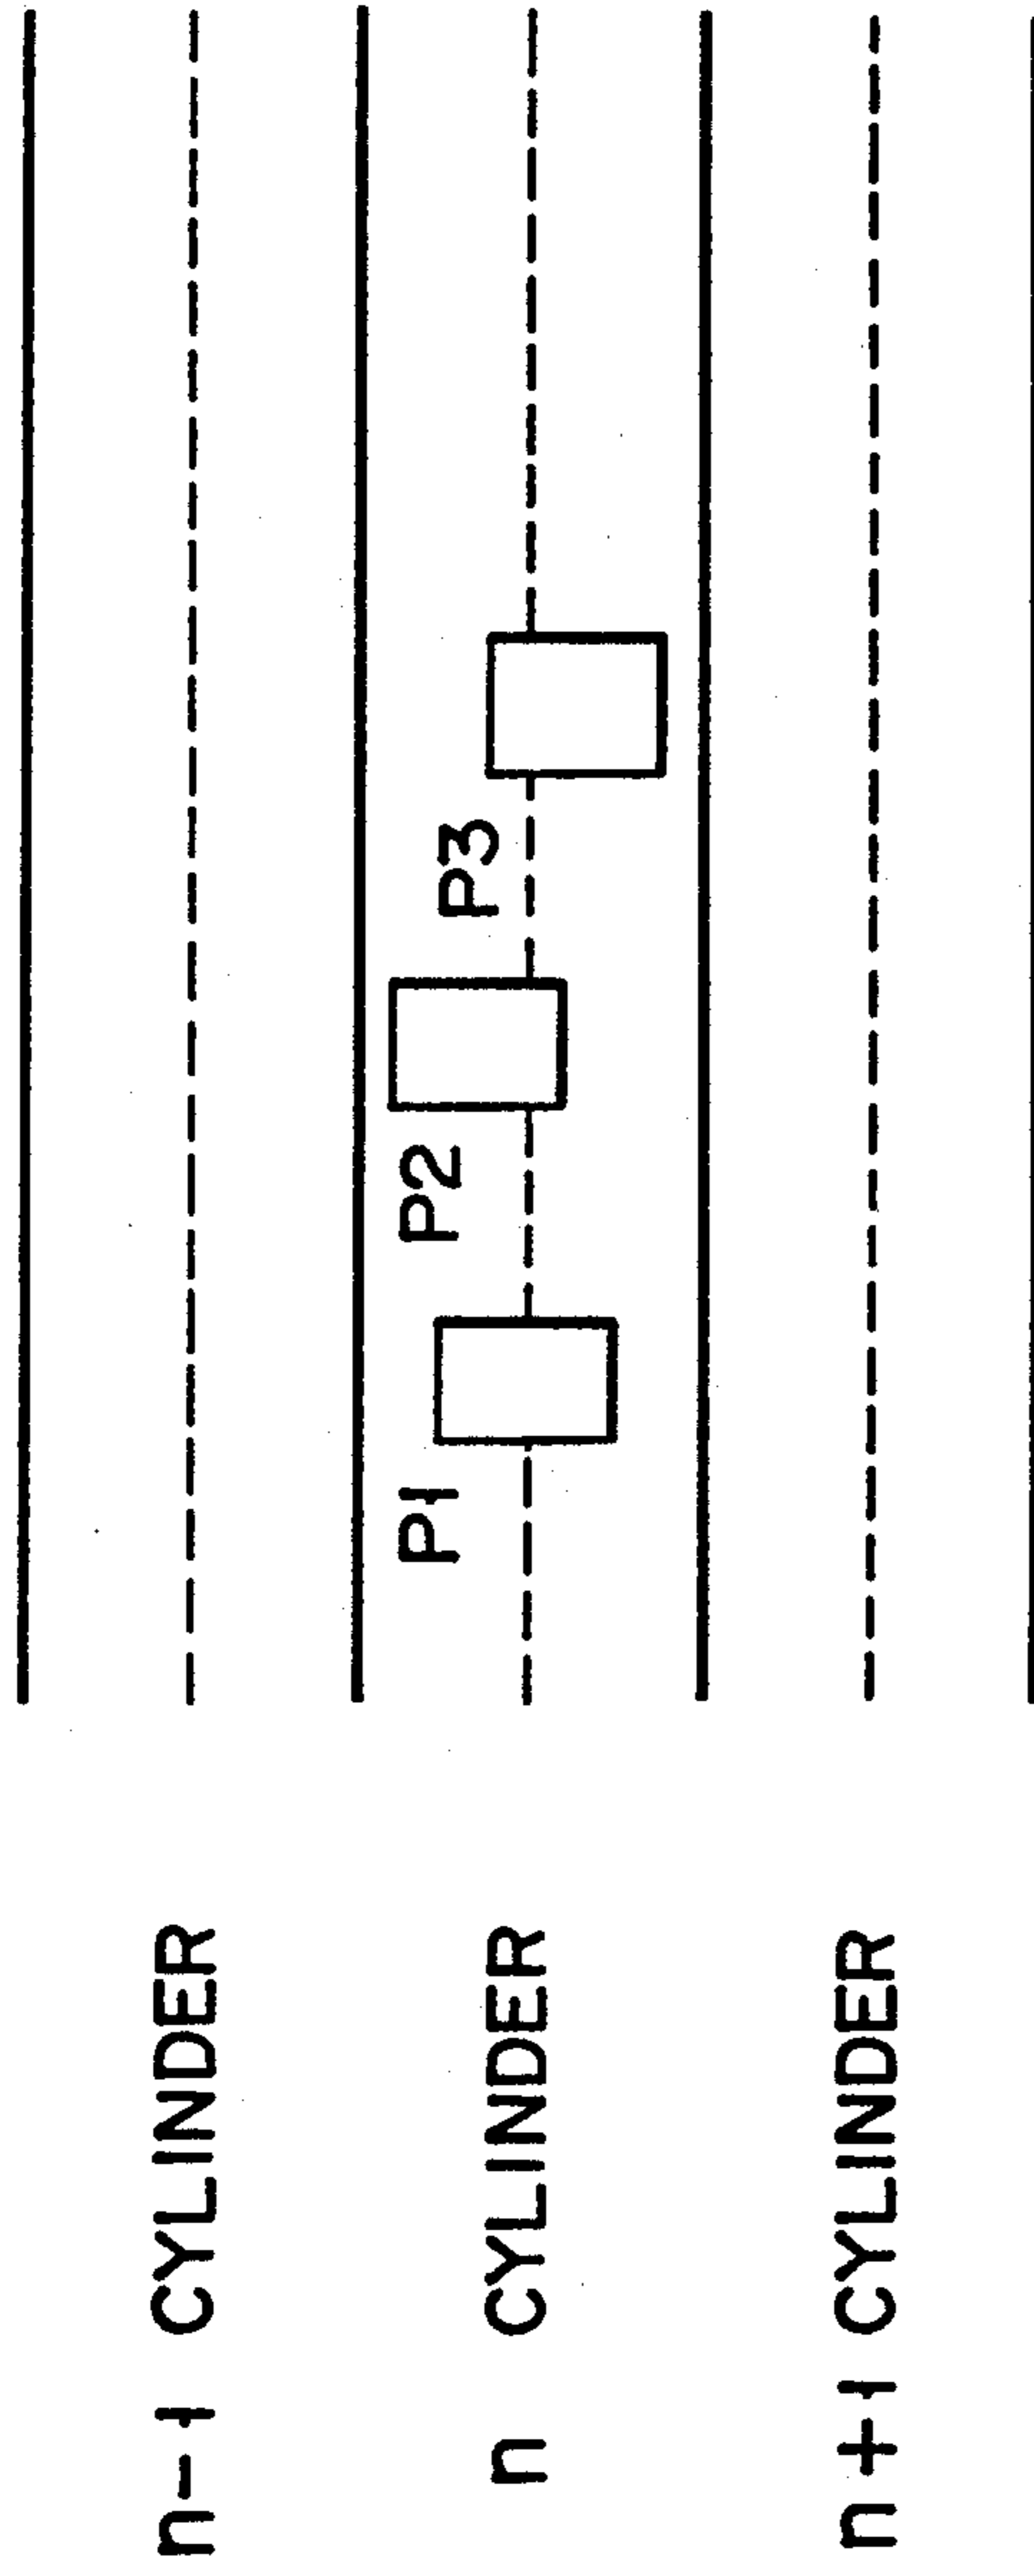 n-1 CYLINDER
n CYLINDER
P1
P2
P3
n+1 CYLINDER